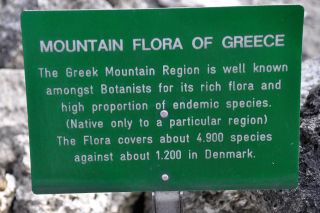 MOUNTAIN FLORA OF GREECE
The Greek Mountain Region is well known
amongst Botanists for its rich flora and
high proportion of endemic species.
(Native only to a particular region)
The Flora covers about 4.900 species
against about 1.200 in Denmark.